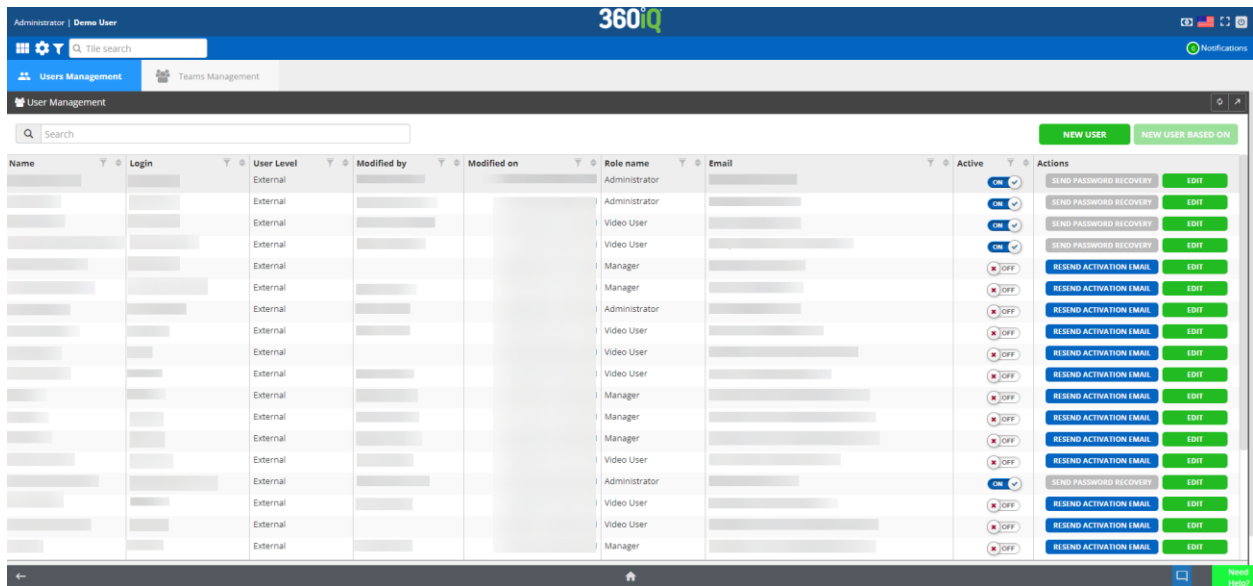 Administrator | Demo User
360iQ
Tile search
6 Notifications
Users Management Teams Management
User Management
Search
NEW USER NEW USER BASED ON
Name Login User Level Modified by Modified on Role name Email Active Actions
External Administrator ON SEND PASSWORD RECOVERY EDIT
External Administrator ON SEND PASSWORD RECOVERY EDIT
External Video User ON SEND PASSWORD RECOVERY EDIT
External Video User ON SEND PASSWORD RECOVERY EDIT
External Manager OFF RESEND ACTIVATION EMAIL EDIT
External Manager OFF RESEND ACTIVATION EMAIL EDIT
External Administrator OFF RESEND ACTIVATION EMAIL EDIT
External Video User OFF RESEND ACTIVATION EMAIL EDIT
External Video User OFF RESEND ACTIVATION EMAIL EDIT
External Video User OFF RESEND ACTIVATION EMAIL EDIT
External Manager OFF RESEND ACTIVATION EMAIL EDIT
External Manager OFF RESEND ACTIVATION EMAIL EDIT
External Manager OFF RESEND ACTIVATION EMAIL EDIT
External Video User OFF RESEND ACTIVATION EMAIL EDIT
External Administrator ON SEND PASSWORD RECOVERY EDIT
External Video User OFF RESEND ACTIVATION EMAIL EDIT
External Video User OFF RESEND ACTIVATION EMAIL EDIT
External Manager OFF RESEND ACTIVATION EMAIL EDIT
Need
Help?